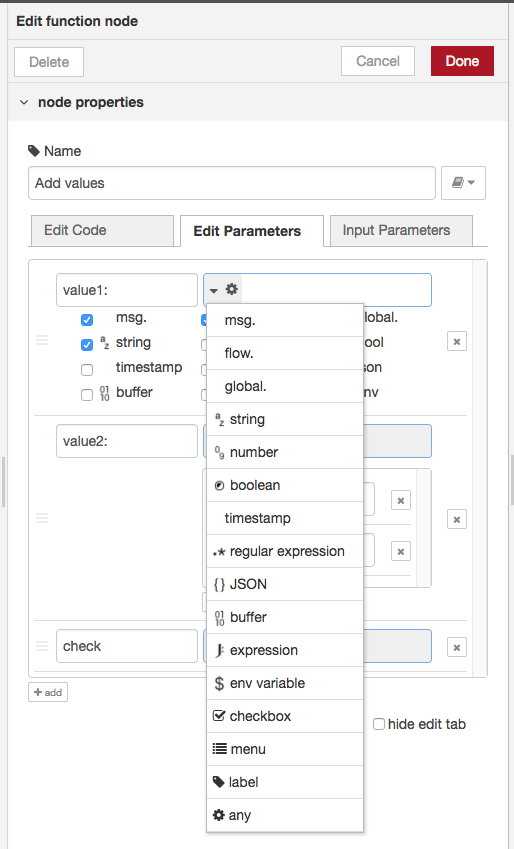 Edit function node
Delete
Cancel
Done
node properties
Name
Add values
Edit Code
Edit Parameters
Input Parameters
value1:
msg.
lobal.
string
ool
timestamp
son
buffer
nv
value2:
check
msg.
flow.
global.
string
number
boolean
timestamp
.* regular expression
{} JSON
buffer
expression
$ env variable
checkbox
menu
label
any
+ add
hide edit tab